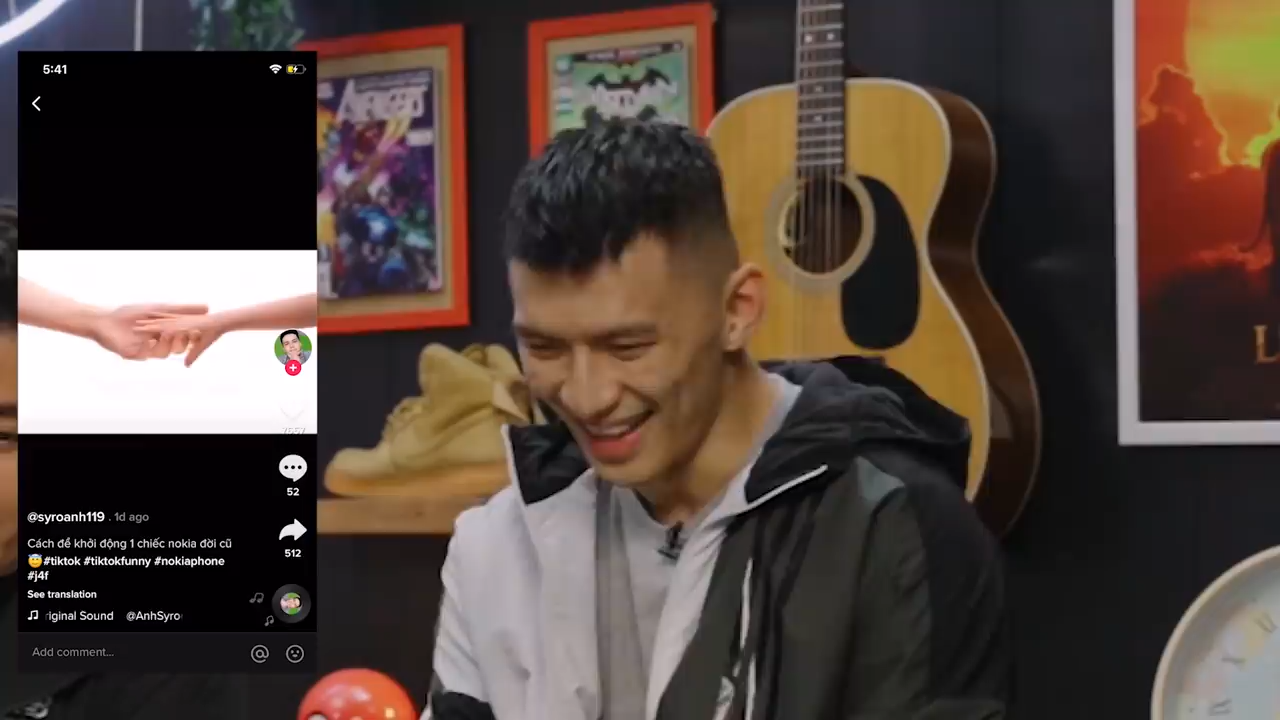 5:41
AVENGERS
7557
52
@syroanh119 . 1d ago
Cách để khởi động 1 chiếc nokia đời cũ
😇#tiktok #tiktokfunny #nokiaphone
#j4f
512
See translation
riginal Sound @AnhSyro
Add comment...
L